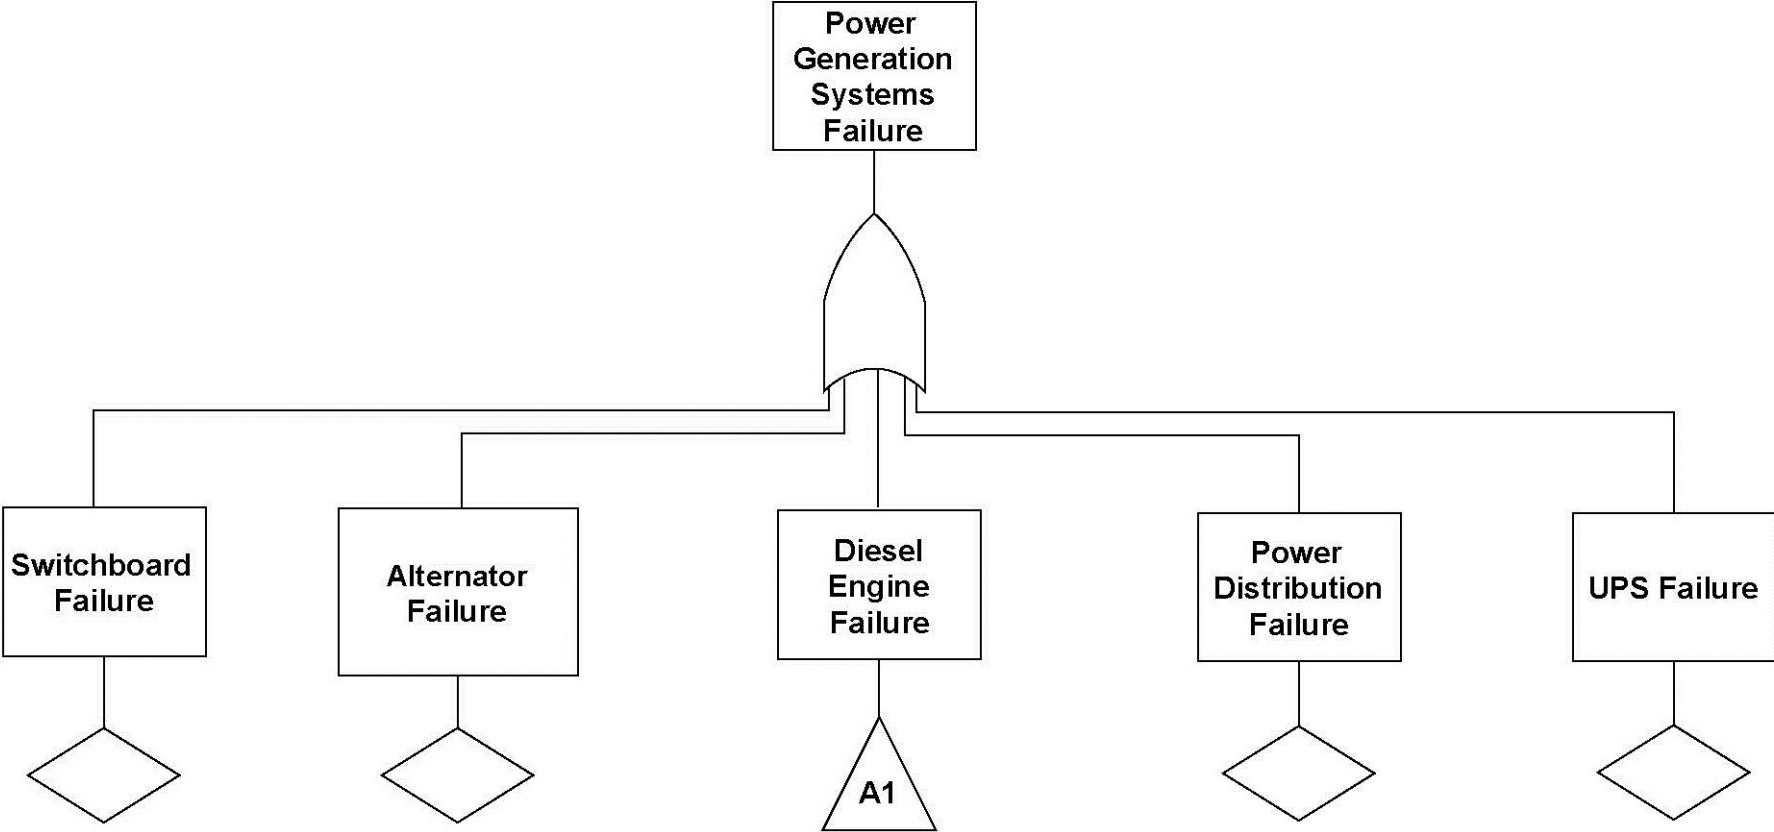 Power
Generation
Systems
Failure
Switchboard
Failure
Alternator
Failure
Diesel
Engine
Failure
Power
Distribution
Failure
UPS Failure
A1